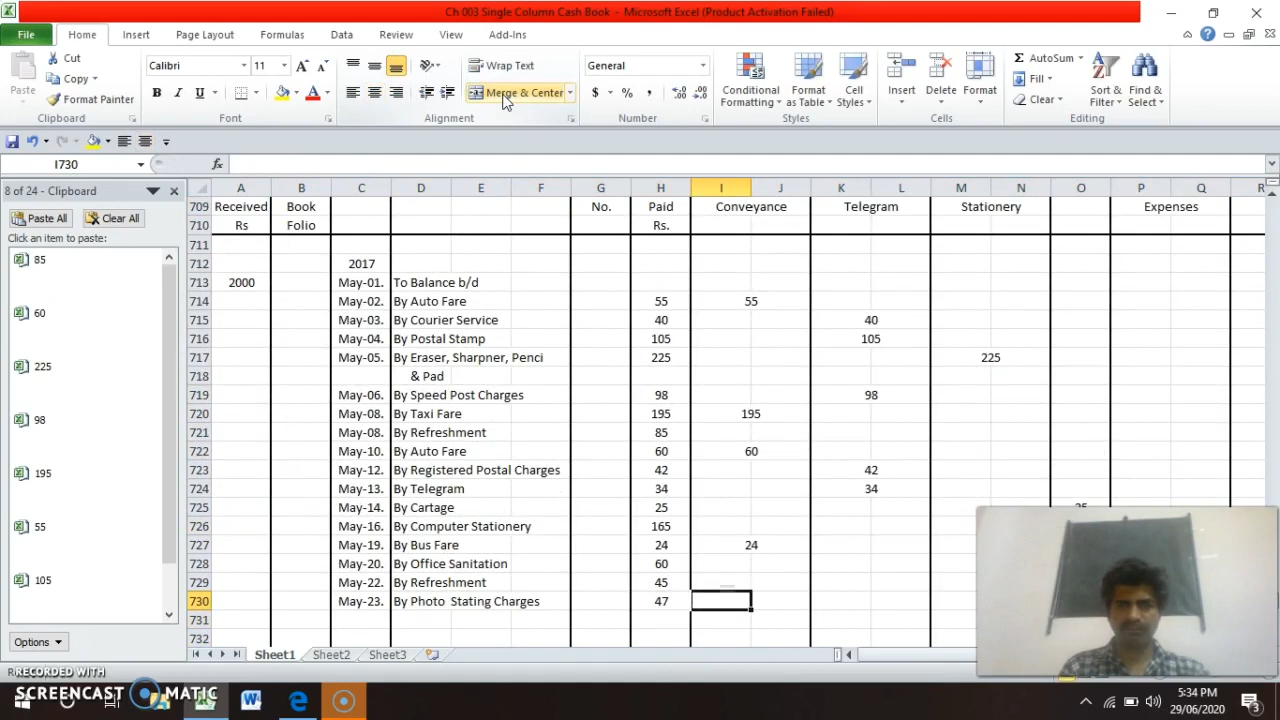 Ch 003 Single Column Cash Book - Microsoft Excel (Product Activation Failed)
File Home Insert Page Layout Formulas Data Review View Add-Ins
Cut Calibri 11 Wrap Text General AutoSum
Copy Fill
Paste Format Painter B I U A Merge & Center $ % , Conditional Formatting Format as Table Cell Styles Insert Delete Format Clear Sort & Filter Find & Select
Clipboard Font Alignment Number Styles Cells Editing
I730 fx
8 of 24 - Clipboard A B C D E F G H I J K L M N O P Q R
Paste All Clear All 709 Received Book No. Paid Conveyance Telegram Stationery Expenses
710 Rs Folio Rs.
Click an item to paste:
711
85
712 2017
713 2000 May-01. To Balance b/d
714 May-02. By Auto Fare 55 55
60
715 May-03. By Courier Service 40 40
716 May-04. By Postal Stamp 105 105
225
717 May-05. By Eraser, Sharpner, Penci 225 225
718 & Pad
719 May-06. By Speed Post Charges 98 98
98
720 May-08. By Taxi Fare 195 195
721 May-08. By Refreshment 85
722 May-10. By Auto Fare 60 60
195
723 May-12. By Registered Postal Charges 42 42
724 May-13. By Telegram 34 34
725 May-14. By Cartage 25
55
726 May-16. By Computer Stationery 165
727 May-19. By Bus Fare 24 24
728 May-20. By Office Sanitation 60
105
729 May-22. By Refreshment 45
730 May-23. By Photo Stating Charges 47
731
Options
732
Sheet1 Sheet2 Sheet3
RECORDED WITH
SCREENCAST MATIC
5:34 PM
29/06/2020
3